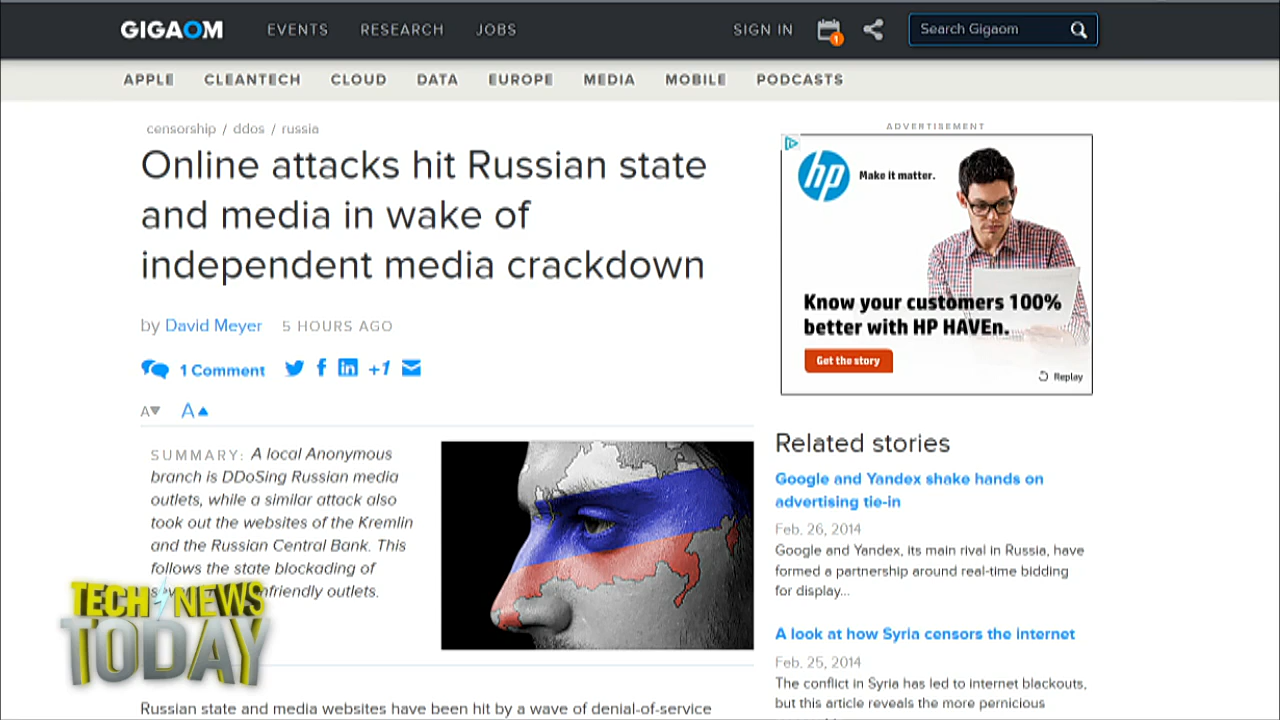 GIGAOM EVENTS RESEARCH JOBS SIGN IN 1 Search Gigaom
APPLE CLEANTECH CLOUD DATA EUROPE MEDIA MOBILE PODCASTS
censorship / ddos / russia
Online attacks hit Russian state
and media in wake of
independent media crackdown
by David Meyer 5 HOURS AGO
1 Comment +1
A A
SUMMARY: A local Anonymous
branch is DDoSing Russian media
outlets, while a similar attack also
took out the websites of the Kremlin
and the Russian Central Bank. This
follows the state blockading of
nfriendly outlets.
TECH NEWS
TODAY
Russian state and media websites have been hit by a wave of denial-of-service
ADVERTISEMENT
hp Make it matter.
Know your customers 100%
better with HP HAVEn.
Get the story
Replay
Related stories
Google and Yandex shake hands on
advertising tie-in
Feb. 26, 2014
Google and Yandex, its main rival in Russia, have
formed a partnership around real-time bidding
for display...
A look at how Syria censors the internet
Feb. 25, 2014
The conflict in Syria has led to internet blackouts,
but this article reveals the more pernicious